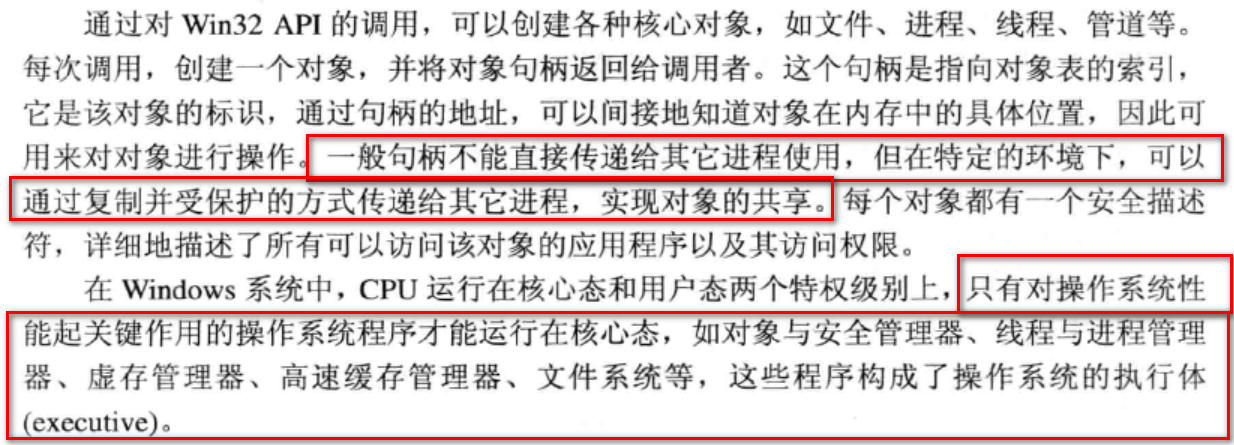 通过对 Win32 API 的调用，可以创建各种核心对象，如文件、进程、线程、管道等。
每次调用，创建一个对象，并将对象句柄返回给调用者。这个句柄是指向对象表的索引，
它是该对象的标识，通过句柄的地址，可以间接地知道对象在内存中的具体位置，因此可
用来对对象进行操作。一般句柄不能直接传递给其它进程使用，但在特定的环境下，可以
通过复制并受保护的方式传递给其它进程，实现对象的共享。每个对象都有一个安全描述
符，详细地描述了所有可以访问该对象的应用程序以及其访问权限。
在 Windows 系统中，CPU 运行在核心态和用户态两个特权级别上，只有对操作系统性
能起关键作用的操作系统程序才能运行在核心态，如对象与安全管理器、线程与进程管理
器、虚存管理器、高速缓存管理器、文件系统等，这些程序构成了操作系统的执行体
(executive)。